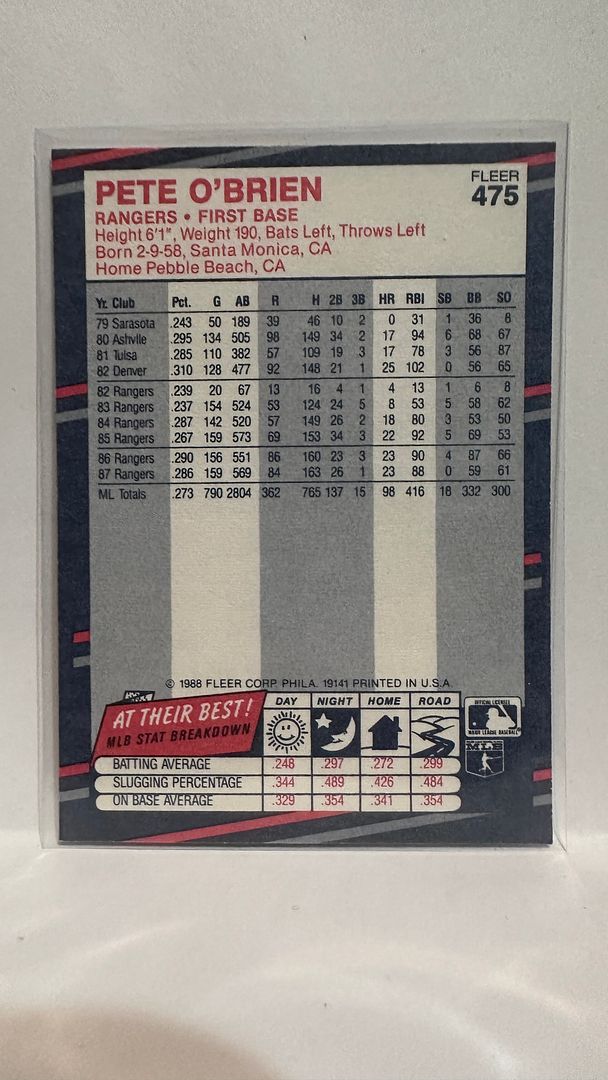 FLEER
475
PETE O'BRIEN
RANGERS • FIRST BASE
Height 6'1", Weight 190, Bats Left, Throws Left
Born 2-9-58, Santa Monica, CA
Home Pebble Beach, CA
Yr. Club Pct. G AB R H 2B 3B HR RBI SB BB SO
79 Sarasota .243 50 189 39 46 10 2 0 31 1 36 8
80 Ashvlle .295 134 505 98 149 34 2 17 94 6 68 67
81 Tulsa .285 110 382 57 109 19 3 17 78 3 56 87
82 Denver .310 128 477 92 148 21 1 25 102 0 56 65
82 Rangers .239 20 67 13 16 4 1 4 13 1 6 8
83 Rangers .237 154 524 53 124 24 5 8 53 5 58 62
84 Rangers .287 142 520 57 149 26 2 18 80 3 53 50
85 Rangers .267 159 573 69 153 34 3 22 92 5 69 53
86 Rangers .290 156 551 86 160 23 3 23 90 4 87 66
87 Rangers .286 159 569 84 163 26 1 23 88 0 59 61
ML Totals .273 790 2804 362 765 137 15 98 416 18 332 300
© 1988 FLEER CORP. PHILA. 19141 PRINTED IN U.S.A.
AT THEIR BEST!
MLB STAT BREAKDOWN
DAY NIGHT HOME ROAD
BATTING AVERAGE .248 .297 .272 .299
SLUGGING PERCENTAGE .344 .489 .426 .484
ON BASE AVERAGE .329 .354 .341 .354
OFFICIAL LICENSEE
MAJOR LEAGUE BASEBALL
MLB